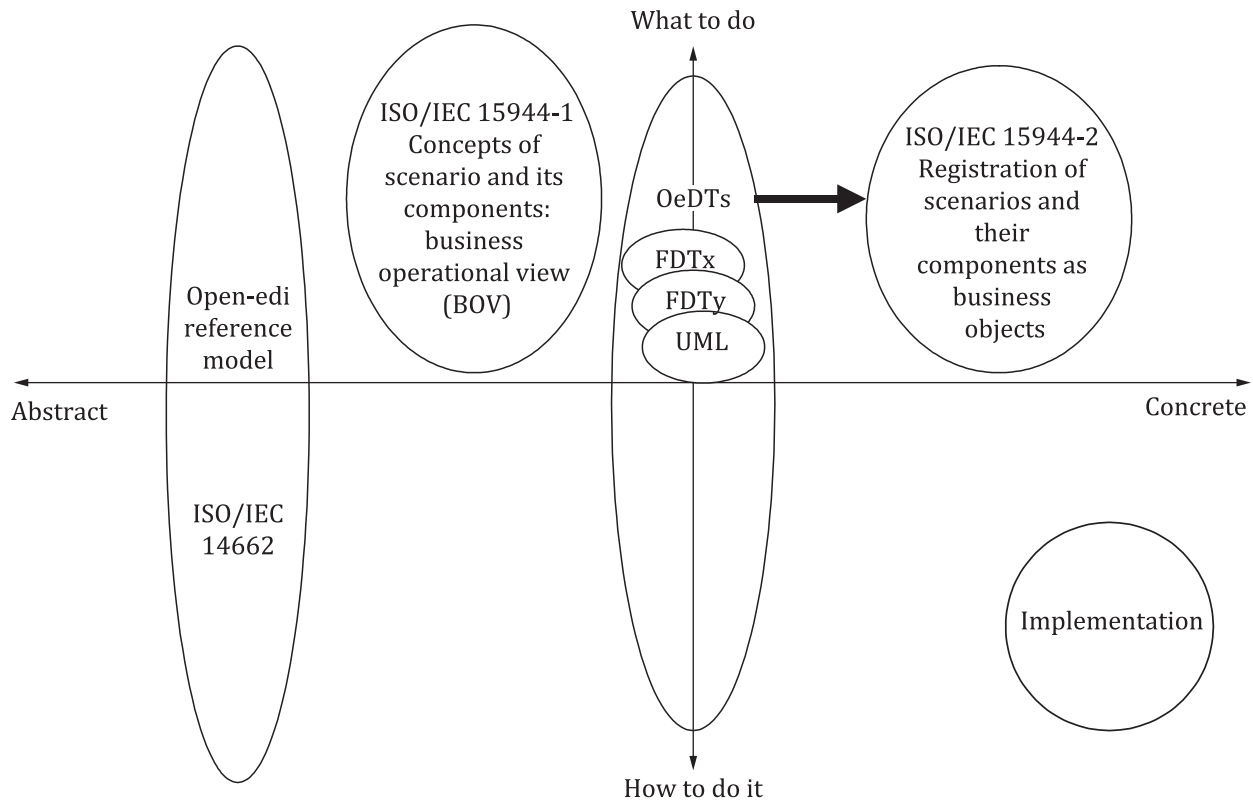 What to do
ISO/IEC 15944-1
Concepts of
scenario and its
components:
business
operational view
(BOV)
ISO/IEC 15944-2
Registration of
scenarios and
their
components as
business
objects
OeDTs
FDTx
FDTy
UML
Open-edi
reference
model
Abstract
Concrete
ISO/IEC
14662
Implementation
How to do it